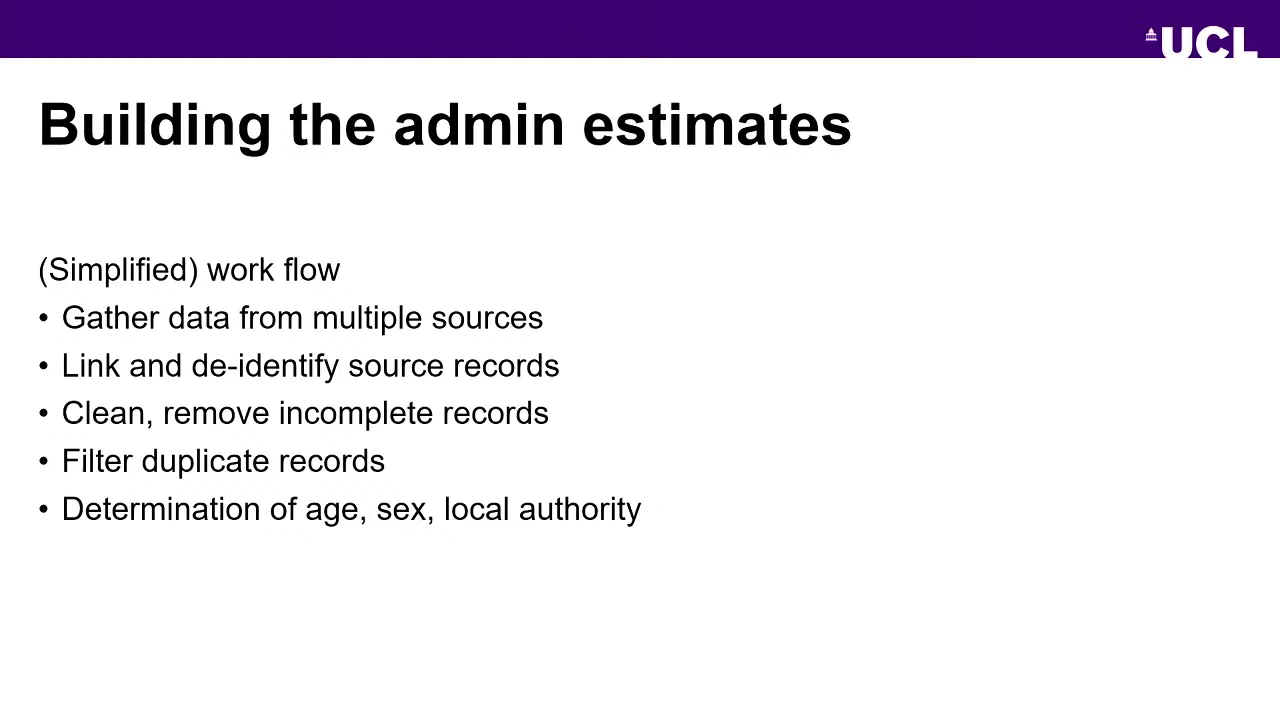 UCL
Building the admin estimates
(Simplified) work flow
• Gather data from multiple sources
• Link and de-identify source records
• Clean, remove incomplete records
• Filter duplicate records
• Determination of age, sex, local authority